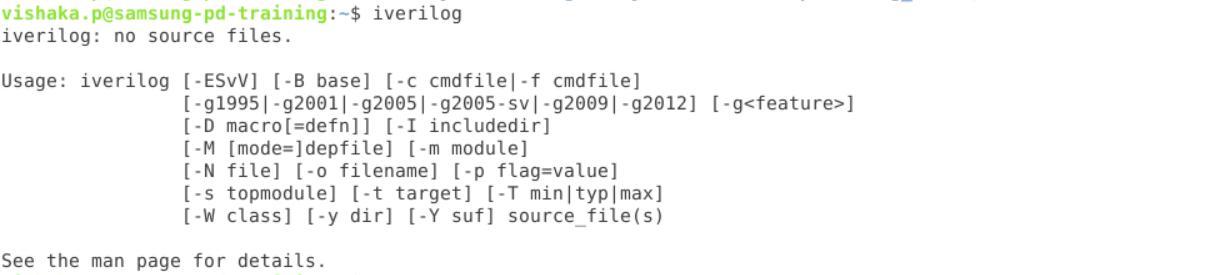 vishaka.p@samsung-pd-training:~$ iverilog
iverilog: no source files.

Usage: iverilog [-ESvV] [-B base] [-c cmdfile|-f cmdfile]
                [-g1995|-g2001|-g2005|-g2005-sv|-g2009|-g2012] [-g<feature>]
                [-D macro[=defn]] [-I includedir]
                [-M [mode=]depfile] [-m module]
                [-N file] [-o filename] [-p flag=value]
                [-s topmodule] [-t target] [-T min|typ|max]
                [-W class] [-y dir] [-Y suf] source_file(s)

See the man page for details.